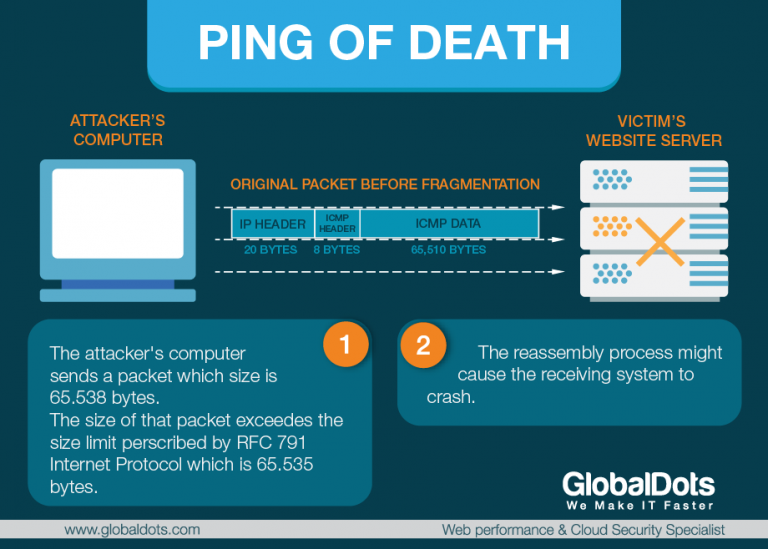 PING OF DEATH
ATTACKER'S
COMPUTER
VICTIM'S
WEBSITE SERVER
ORIGINAL PACKET BEFORE FRAGMENTATION
IP HEADER
ICMP
HEADER
ICMP DATA
20 BYTES
8 BYTES
65,510 BYTES
1
The attacker's computer
sends a packet which size is
65.538 bytes.
The size of that packet exceedes the
size limit perscribed by RFC 791
Internet Protocol which is 65.535
bytes.
2
The reassembly process might
cause the receiving system to
crash.
GlobalDots
We Make IT Faster
www.globaldots.com
Web performance & Cloud Security Specialist